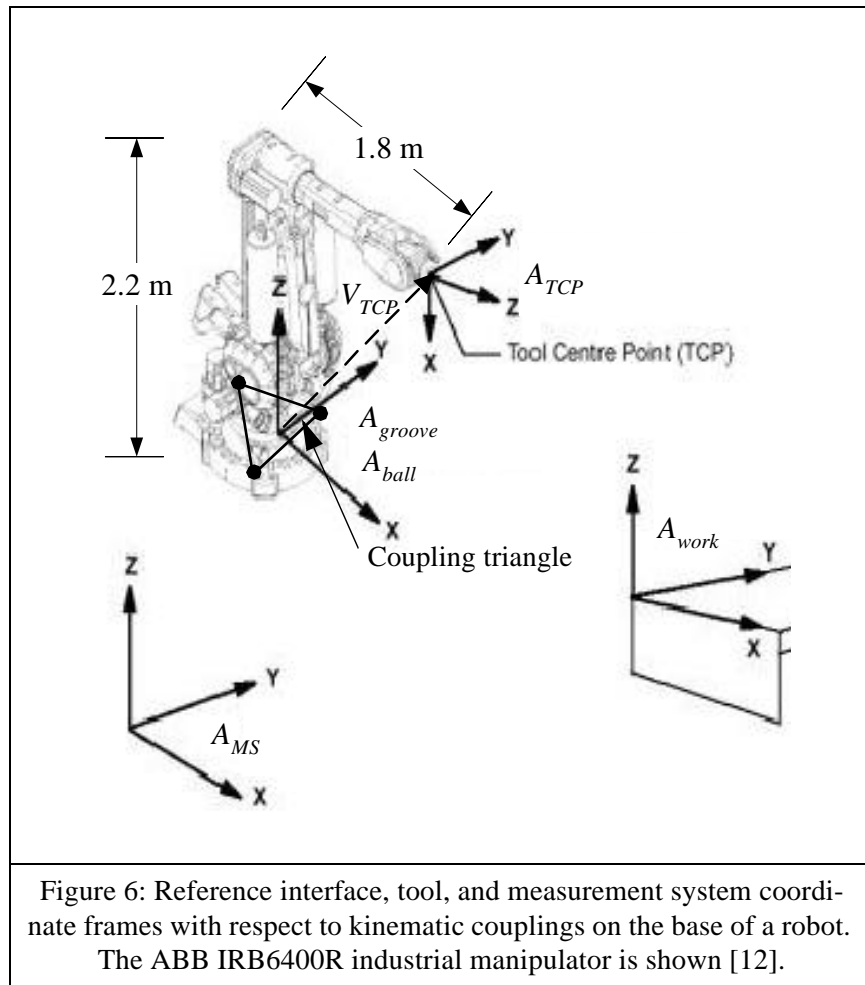 1.8 m
Y
A_TCP
Z
X
Tool Centre Point (TCP)
2.2 m
Z
V_TCP
Y
A_groove
A_ball
X
Coupling triangle
Z
A_work
Y
X
Z
Y
A_MS
X
Figure 6: Reference interface, tool, and measurement system coordi-
nate frames with respect to kinematic couplings on the base of a robot.
The ABB IRB6400R industrial manipulator is shown [12].